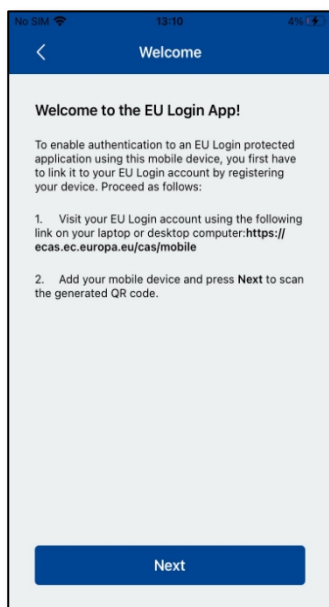 No SIM 13:10 4%
Welcome
Welcome to the EU Login App!
To enable authentication to an EU Login protected
application using this mobile device, you first have
to link it to your EU Login account by registering
your device. Proceed as follows:
1. Visit your EU Login account using the following
link on your laptop or desktop computer:https://
ecas.ec.europa.eu/cas/mobile
2. Add your mobile device and press Next to scan
the generated QR code.
Next